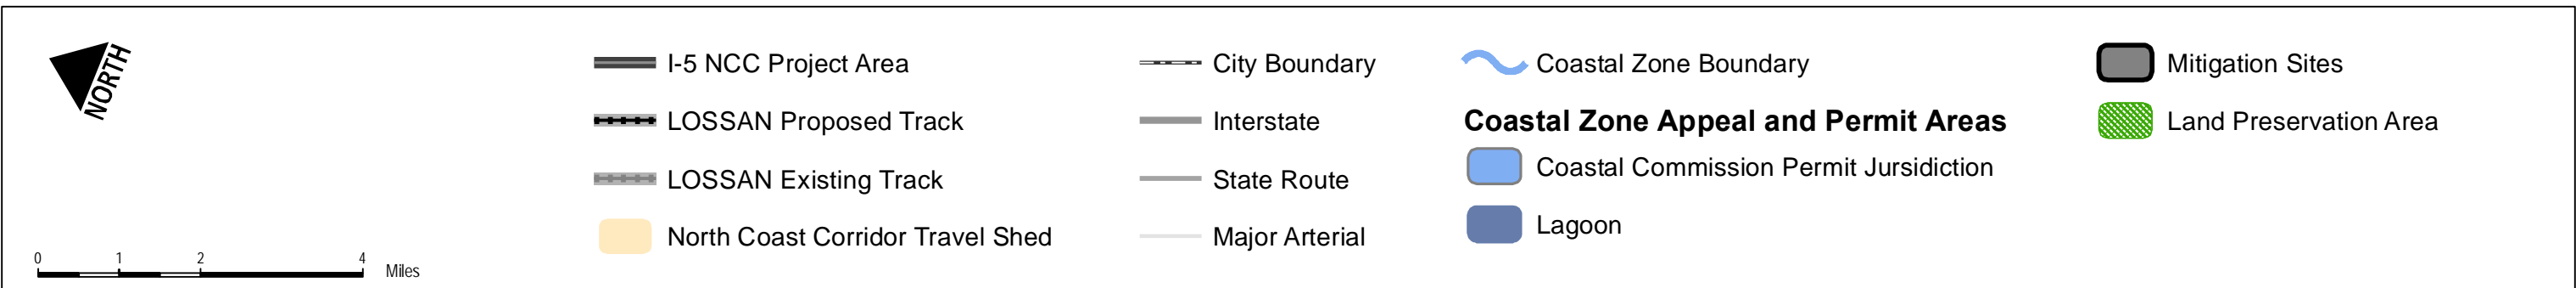 NORTH
0 1 2 4 Miles
I-5 NCC Project Area
LOSSAN Proposed Track
LOSSAN Existing Track
North Coast Corridor Travel Shed
City Boundary
Interstate
State Route
Major Arterial
Coastal Zone Boundary
Coastal Zone Appeal and Permit Areas
Coastal Commission Permit Jursidiction
Lagoon
Mitigation Sites
Land Preservation Area